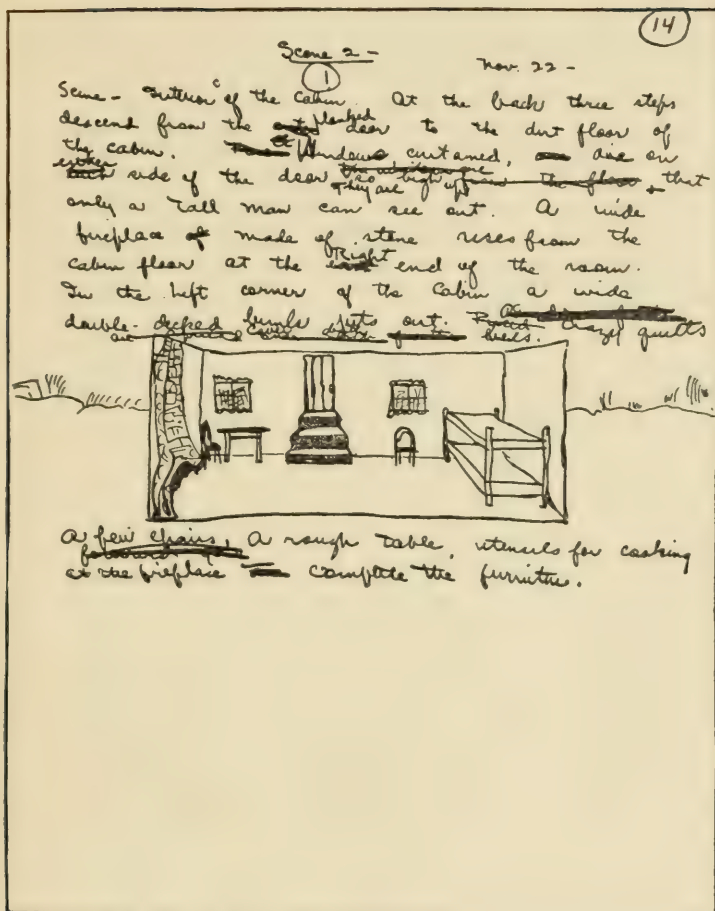 14
Scene 2 -
1
Nov. 22 -
Scene - Interior of the Cabin. At the back three steps
descend from the planked door to the dirt floor of
the cabin. Windows curtained, are on
either side of the door
They are so high up that
only a tall man can see out. A wide
fireplace made of stone rises from the
cabin floor at the Right end of the room.
In the Left corner of the Cabin a wide
double-decked bunk juts out. Crazy quilts
beds.
A few chairs, A rough table, utensils for cooking
at the fireplace complete the furniture.